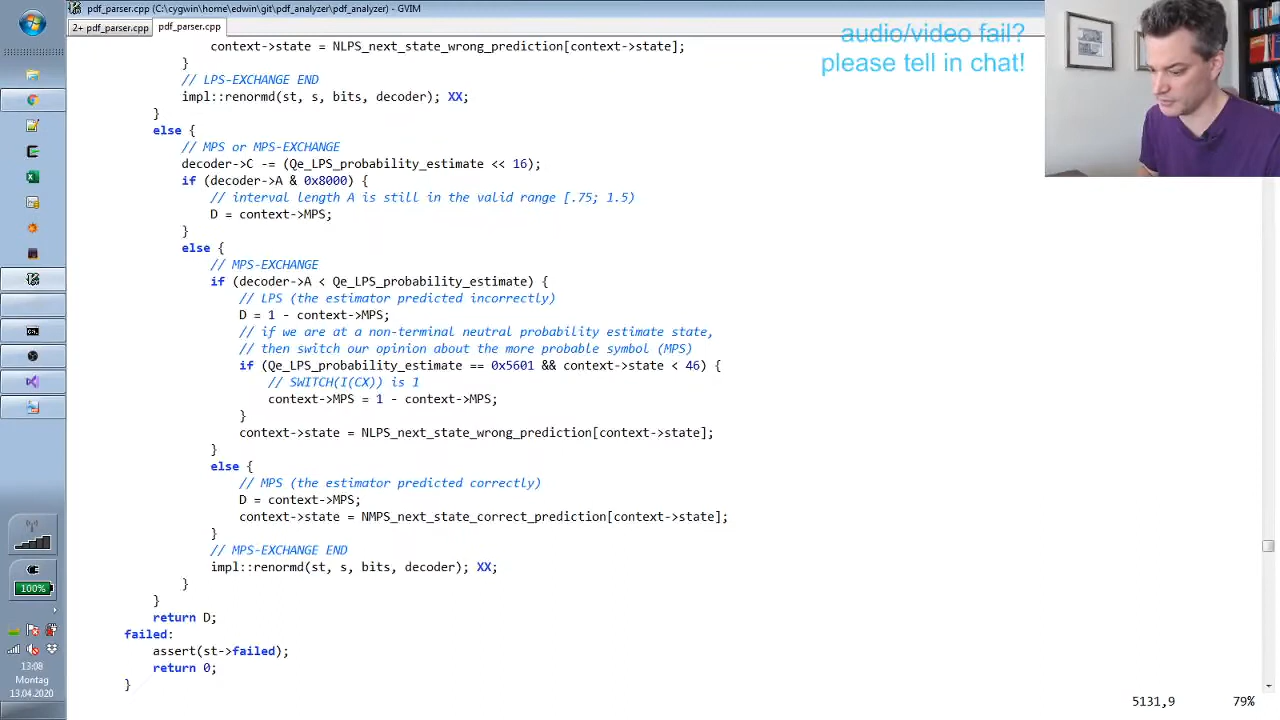 pdf_parser.cpp (C:\cygwin\home\edwin\git\pdf_analyzer\pdf_analyzer) - GVIM
2+ pdf_parser.cpp pdf_parser.cpp
audio/video fail?
please tell in chat!
context->state = NLPS_next_state_wrong_prediction[context->state];
}
// LPS-EXCHANGE END
impl::renormd(st, s, bits, decoder); XX;
}
else {
// MPS or MPS-EXCHANGE
decoder->C -= (Qe_LPS_probability_estimate << 16);
if (decoder->A & 0x8000) {
// interval length A is still in the valid range [.75; 1.5)
D = context->MPS;
}
else {
// MPS-EXCHANGE
if (decoder->A < Qe_LPS_probability_estimate) {
// LPS (the estimator predicted incorrectly)
D = 1 - context->MPS;
// if we are at a non-terminal neutral probability estimate state,
// then switch our opinion about the more probable symbol (MPS)
if (Qe_LPS_probability_estimate == 0x5601 && context->state < 46) {
// SWITCH(I(CX)) is 1
context->MPS = 1 - context->MPS;
}
context->state = NLPS_next_state_wrong_prediction[context->state];
}
else {
// MPS (the estimator predicted correctly)
D = context->MPS;
context->state = NMPS_next_state_correct_prediction[context->state];
}
// MPS-EXCHANGE END
impl::renormd(st, s, bits, decoder); XX;
}
}
return D;
failed:
assert(st->failed);
return 0;
}
5131,9 79%
100%
13:08
Montag
13.04.2020